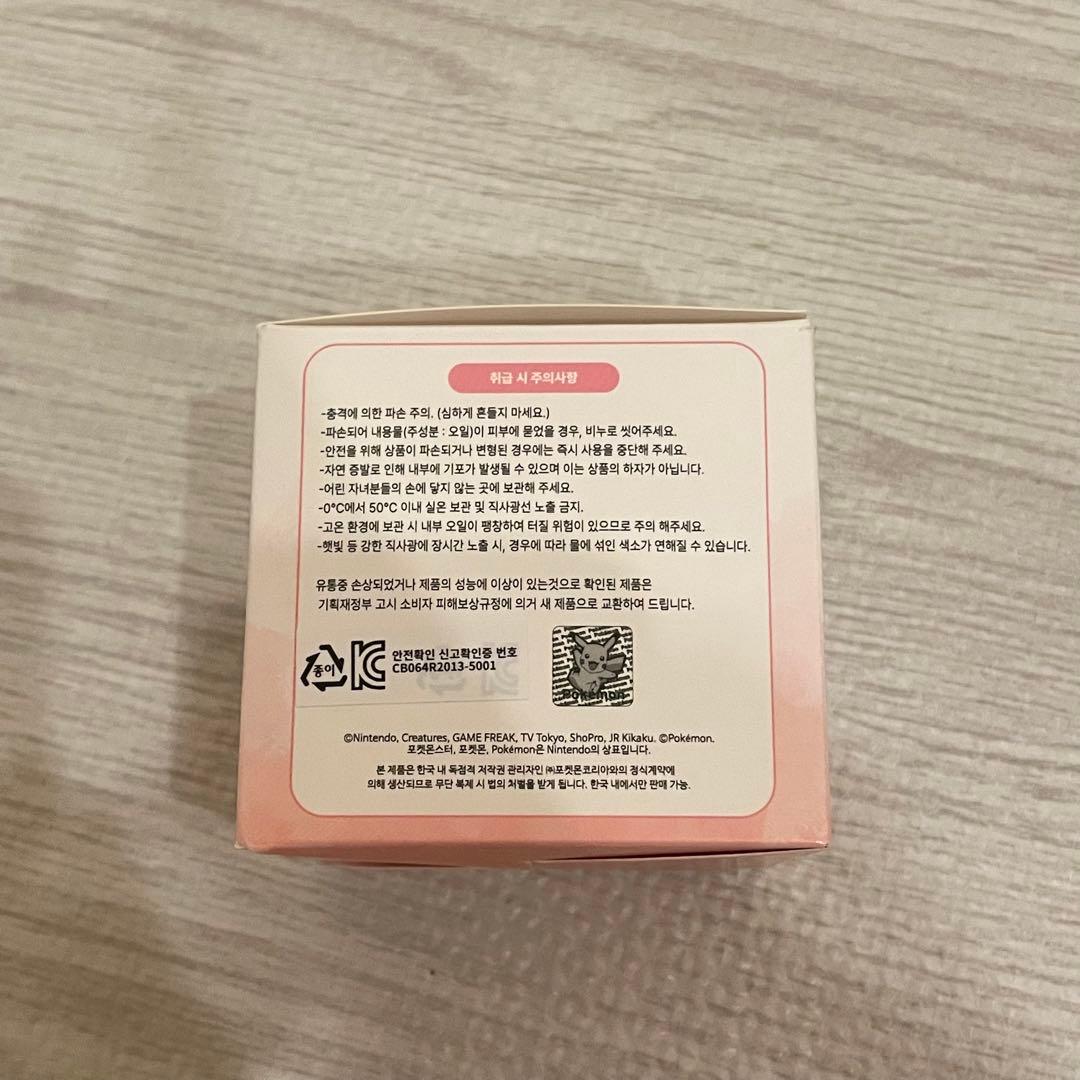 취급 시 주의사항
-충격에 의한 파손 주의. (심하게 흔들지 마세요.)
-파손되어 내용물(주성분 : 오일)이 피부에 묻었을 경우, 비누로 씻어주세요.
-안전을 위해 상품이 파손되거나 변형된 경우에는 즉시 사용을 중단해 주세요.
-자연 증발로 인해 내부에 기포가 발생될 수 있으며 이는 상품의 하자가 아닙니다.
-어린 자녀분들의 손에 닿지 않는 곳에 보관해 주세요.
-0°C에서 50°C 이내 실온 보관 및 직사광선 노출 금지.
-고온 환경에 보관 시 내부 오일이 팽창하여 터질 위험이 있으므로 주의 해주세요.
-햇빛 등 강한 직사광에 장시간 노출 시, 경우에 따라 물에 섞인 색소가 연해질 수 있습니다.
유통중 손상되었거나 제품의 성능에 이상이 있는것으로 확인된 제품은
기획재정부 고시 소비자 피해보상규정에 의거 새 제품으로 교환하여 드립니다.
종이
안전확인 신고확인증 번호
CB064R2013-5001
Pokémon
©Nintendo, Creatures, GAME FREAK, TV Tokyo, ShoPro, JR Kikaku. ©Pokémon.
포켓몬스터, 포켓몬, Pokémon은 Nintendo의 상표입니다.
본 제품은 한국 내 독점적 저작권 관리자인 ㈜포켓몬코리아와의 정식계약에
의해 생산되므로 무단 복제 시 법의 처벌을 받게 됩니다. 한국 내에서만 판매 가능.